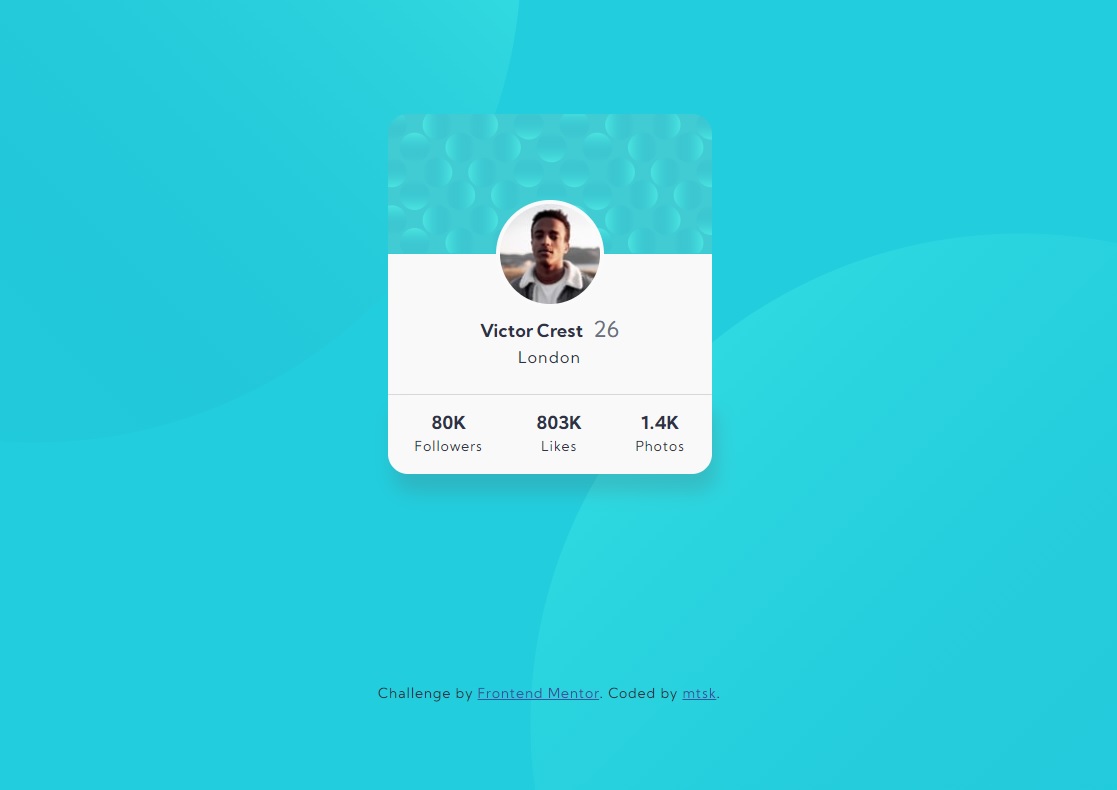 Victor Crest 26
London
80K 803K 1.4K
Followers Likes Photos
Challenge by Frontend Mentor. Coded by mtsk.